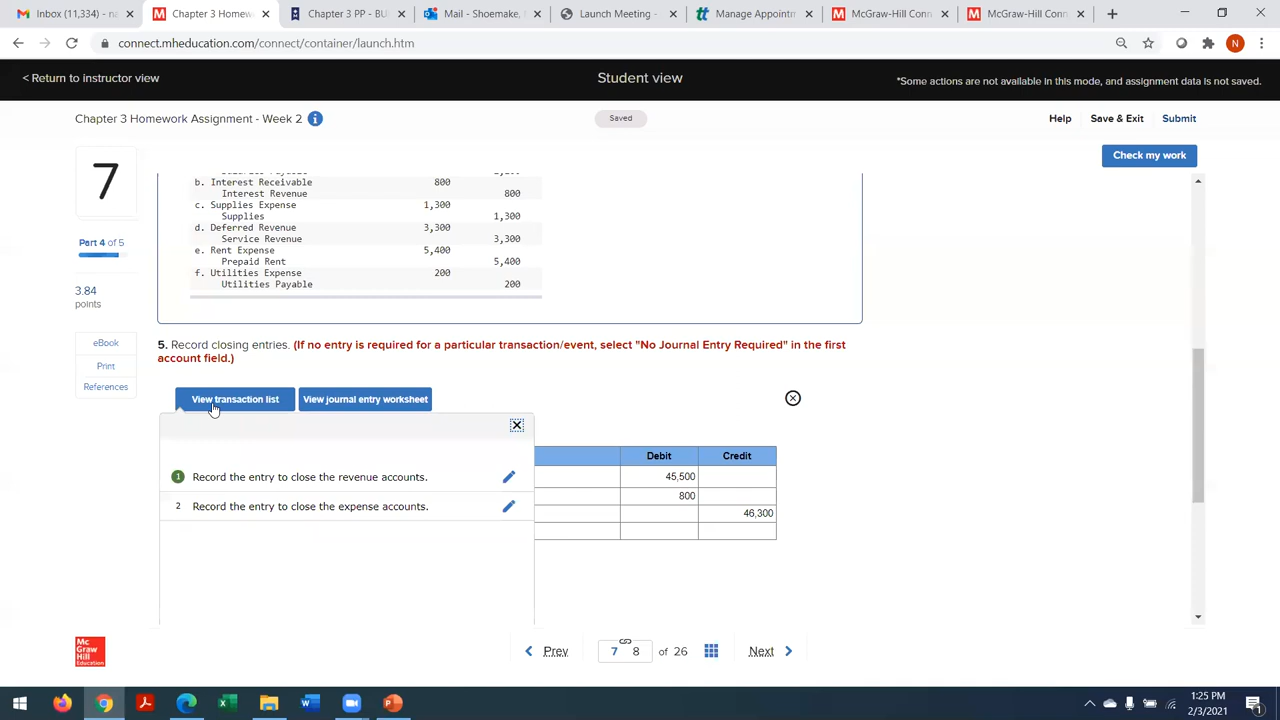 Inbox (11,334) - na
Chapter 3 Homew
Chapter 3 PP - BU
Mail - Shoemake,
Launch Meeting -
Manage Appointm
McGraw-Hill Conn
McGraw-Hill Conn
connect.mheducation.com/connect/container/launch.htm
N
< Return to instructor view
Student view
*Some actions are not available in this mode, and assignment data is not saved.
Chapter 3 Homework Assignment - Week 2
i
Saved
Help
Save & Exit
Submit
Check my work
7
Part 4 of 5
3.84
points
eBook
Print
References
b. Interest Receivable 800
Interest Revenue 800
c. Supplies Expense 1,300
Supplies 1,300
d. Deferred Revenue 3,300
Service Revenue 3,300
e. Rent Expense 5,400
Prepaid Rent 5,400
f. Utilities Expense 200
Utilities Payable 200
5. Record closing entries. (If no entry is required for a particular transaction/event, select "No Journal Entry Required" in the first
account field.)
View transaction list
View journal entry worksheet
1 Record the entry to close the revenue accounts.
2 Record the entry to close the expense accounts.
Debit Credit
45,500
800
46,300
Mc
Graw
Hill
Education
Prev
7 8 of 26
Next
1:25 PM
2/3/2021
1